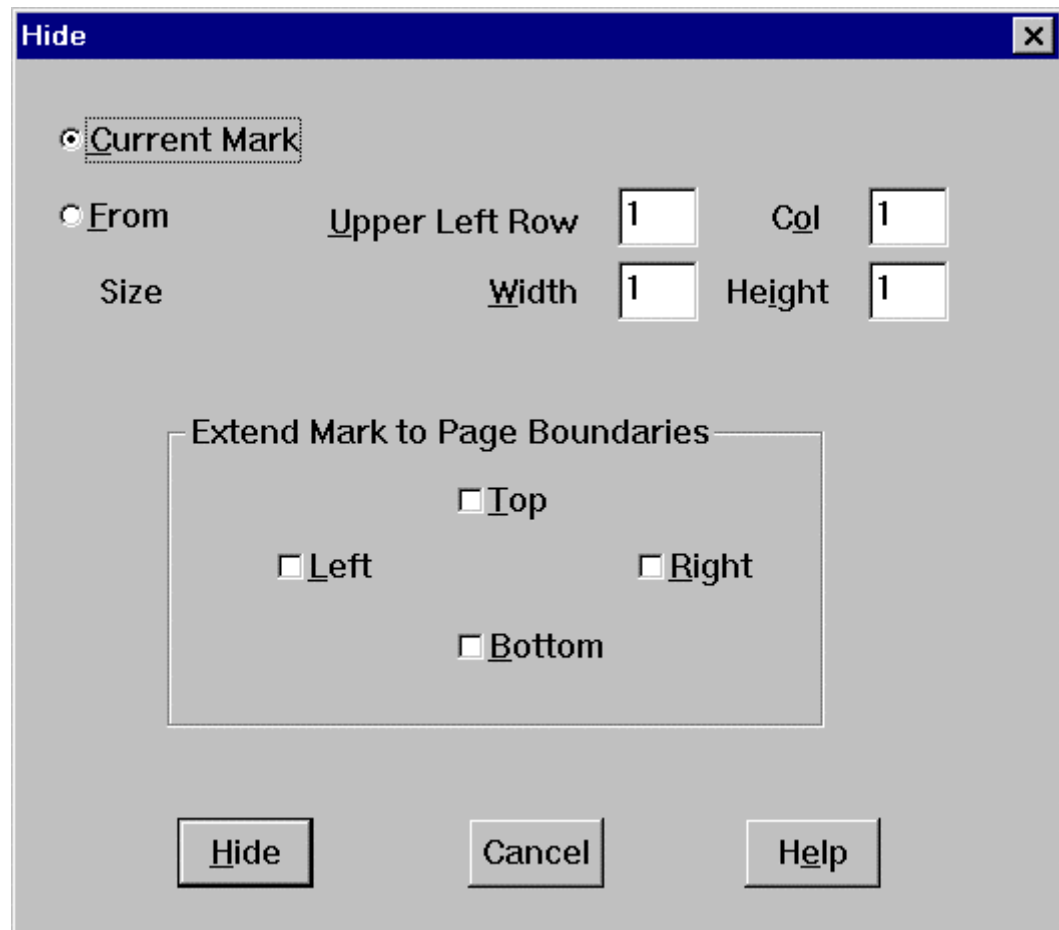 Hide
Current Mark
From Upper Left Row 1 Col 1
Size Width 1 Height 1
Extend Mark to Page Boundaries
Top
Left Right
Bottom
Hide Cancel Help